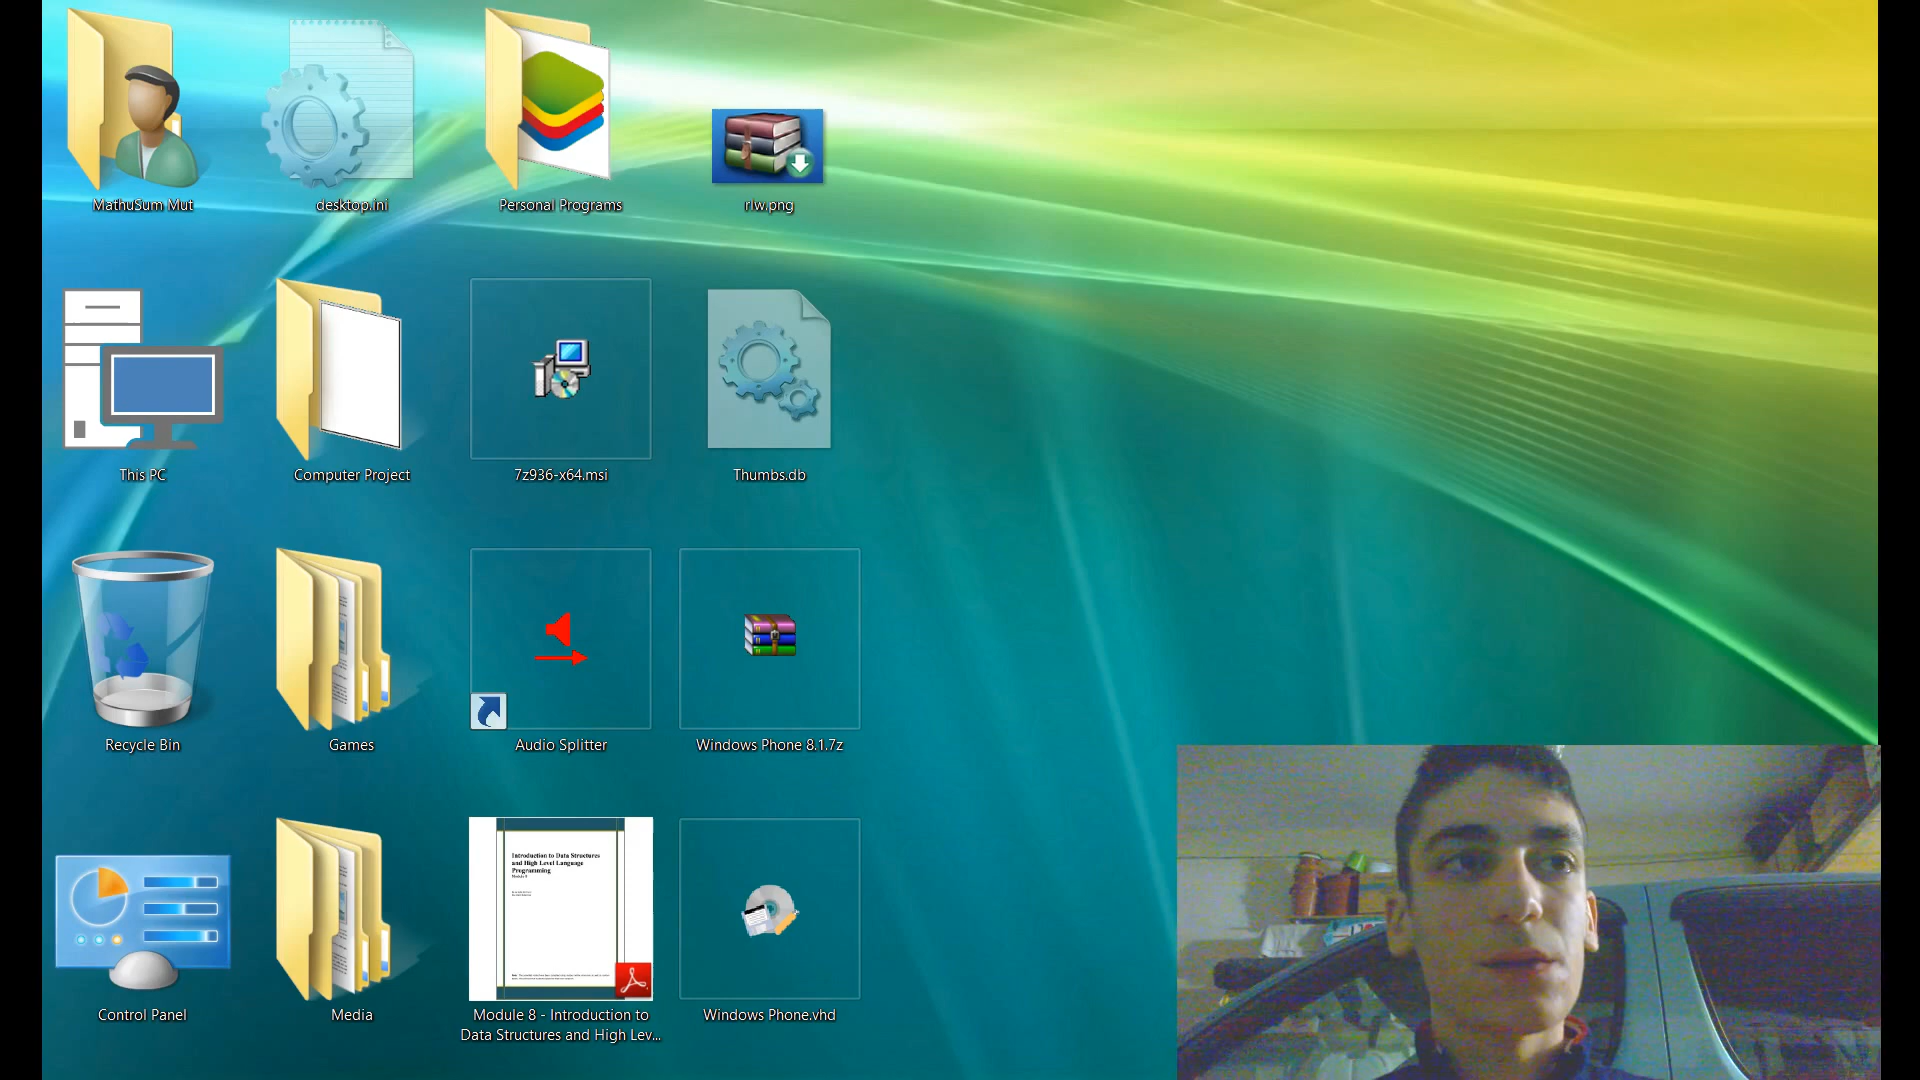 MathuSum Mut
desktop.ini
Personal Programs
rlw.png
This PC
Computer Project
7z936-x64.msi
Thumbs.db
Recycle Bin
Games
Audio Splitter
Windows Phone 8.1.7z
Introduction to Data Structures
and High Level Language
Programming
Control Panel
Media
Module 8 - Introduction to
Data Structures and High Lev...
Windows Phone.vhd